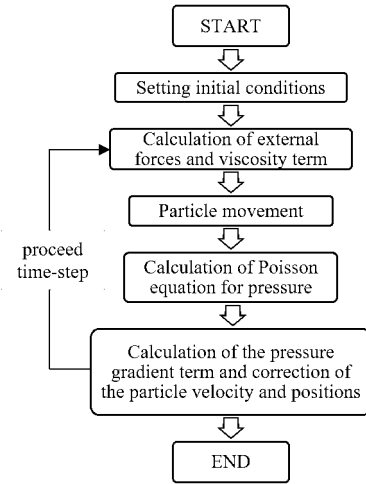 START
Setting initial conditions
Calculation of external
forces and viscosity term
Particle movement
proceed
time-step
Calculation of Poisson
equation for pressure
Calculation of the pressure
gradient term and correction of
the particle velocity and positions
END